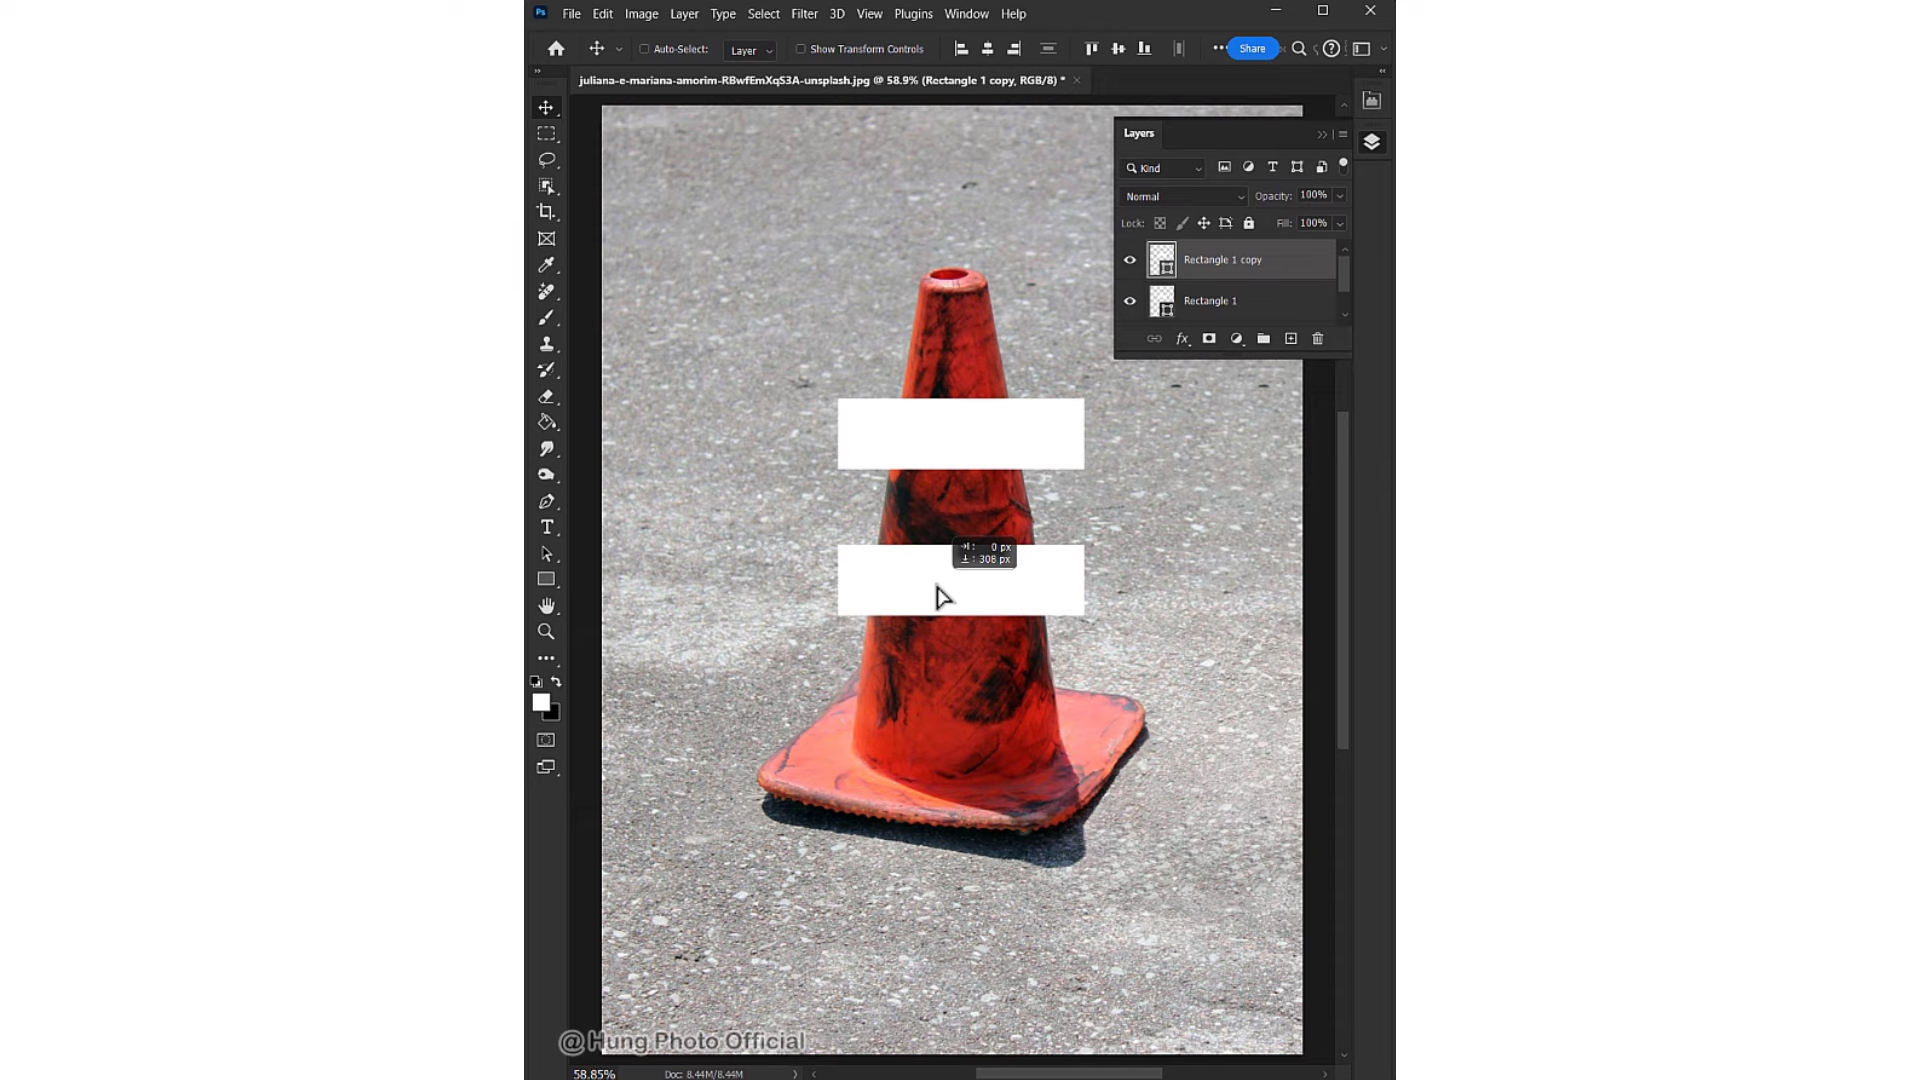 Ps File Edit Image Layer Type Select Filter 3D View Plugins Window Help
Auto-Select: Layer Show Transform Controls Share
juliana-e-mariana-amorim-RBwfEmXqS3A-unsplash.jpg @ 58.9% (Rectangle 1 copy, RGB/8) *
Layers
Kind
Normal Opacity: 100%
Lock: Fill: 100%
Rectangle 1 copy
Rectangle 1
fx
0 px
308 px
@Hung Photo Official
58.85% Doc: 8.44M/8.44M